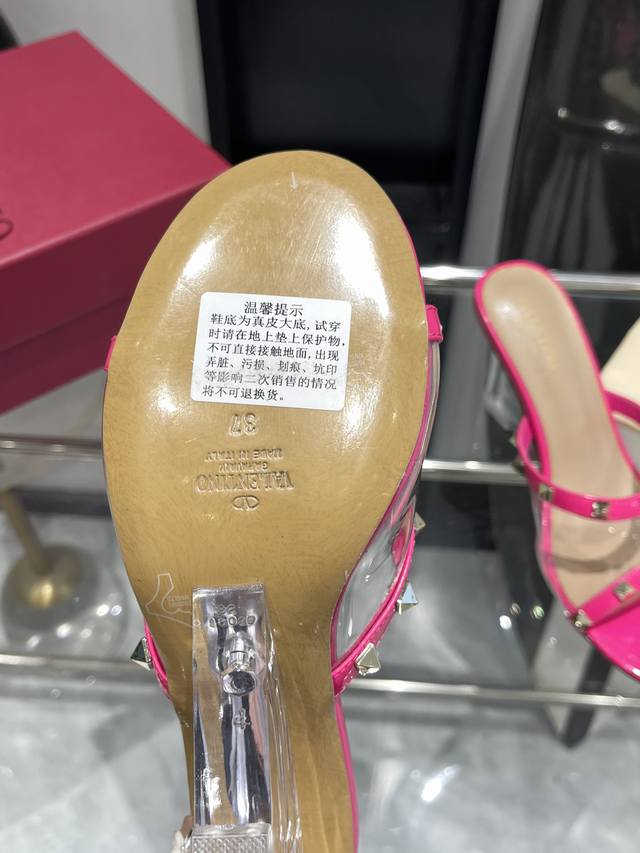 温馨提示
鞋底为真皮大底，试穿
时请在地上垫上保护物，
不可直接接触地面，出现
弄脏、污损、划痕、坑印
等影响二次销售的情况
将不可退换货。
37
MADE IN ITALY
GARAVANI
VALENTINO
4